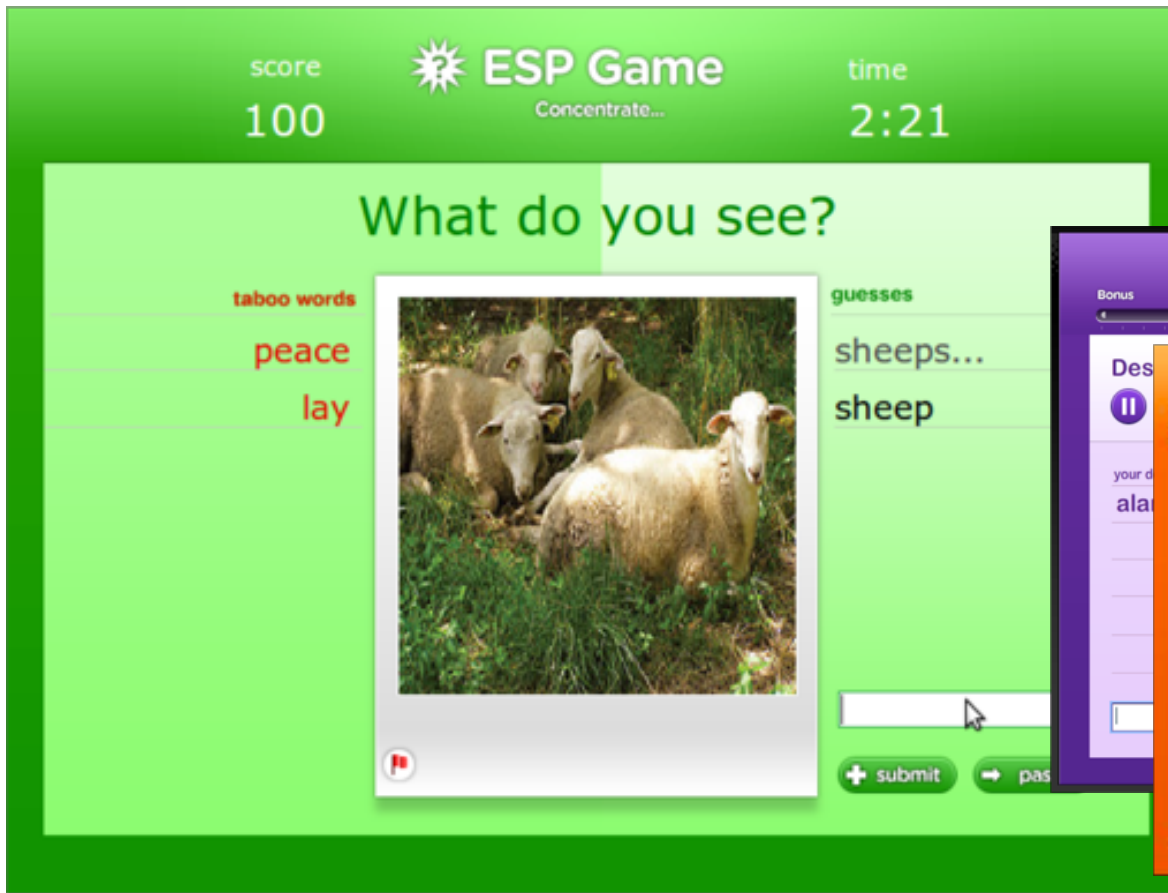 score
ESP Game
time
100
Concentrate...
2:21
What do you see?
taboo words
guesses
peace
sheeps...
lay
sheep
submit
Bonus
your